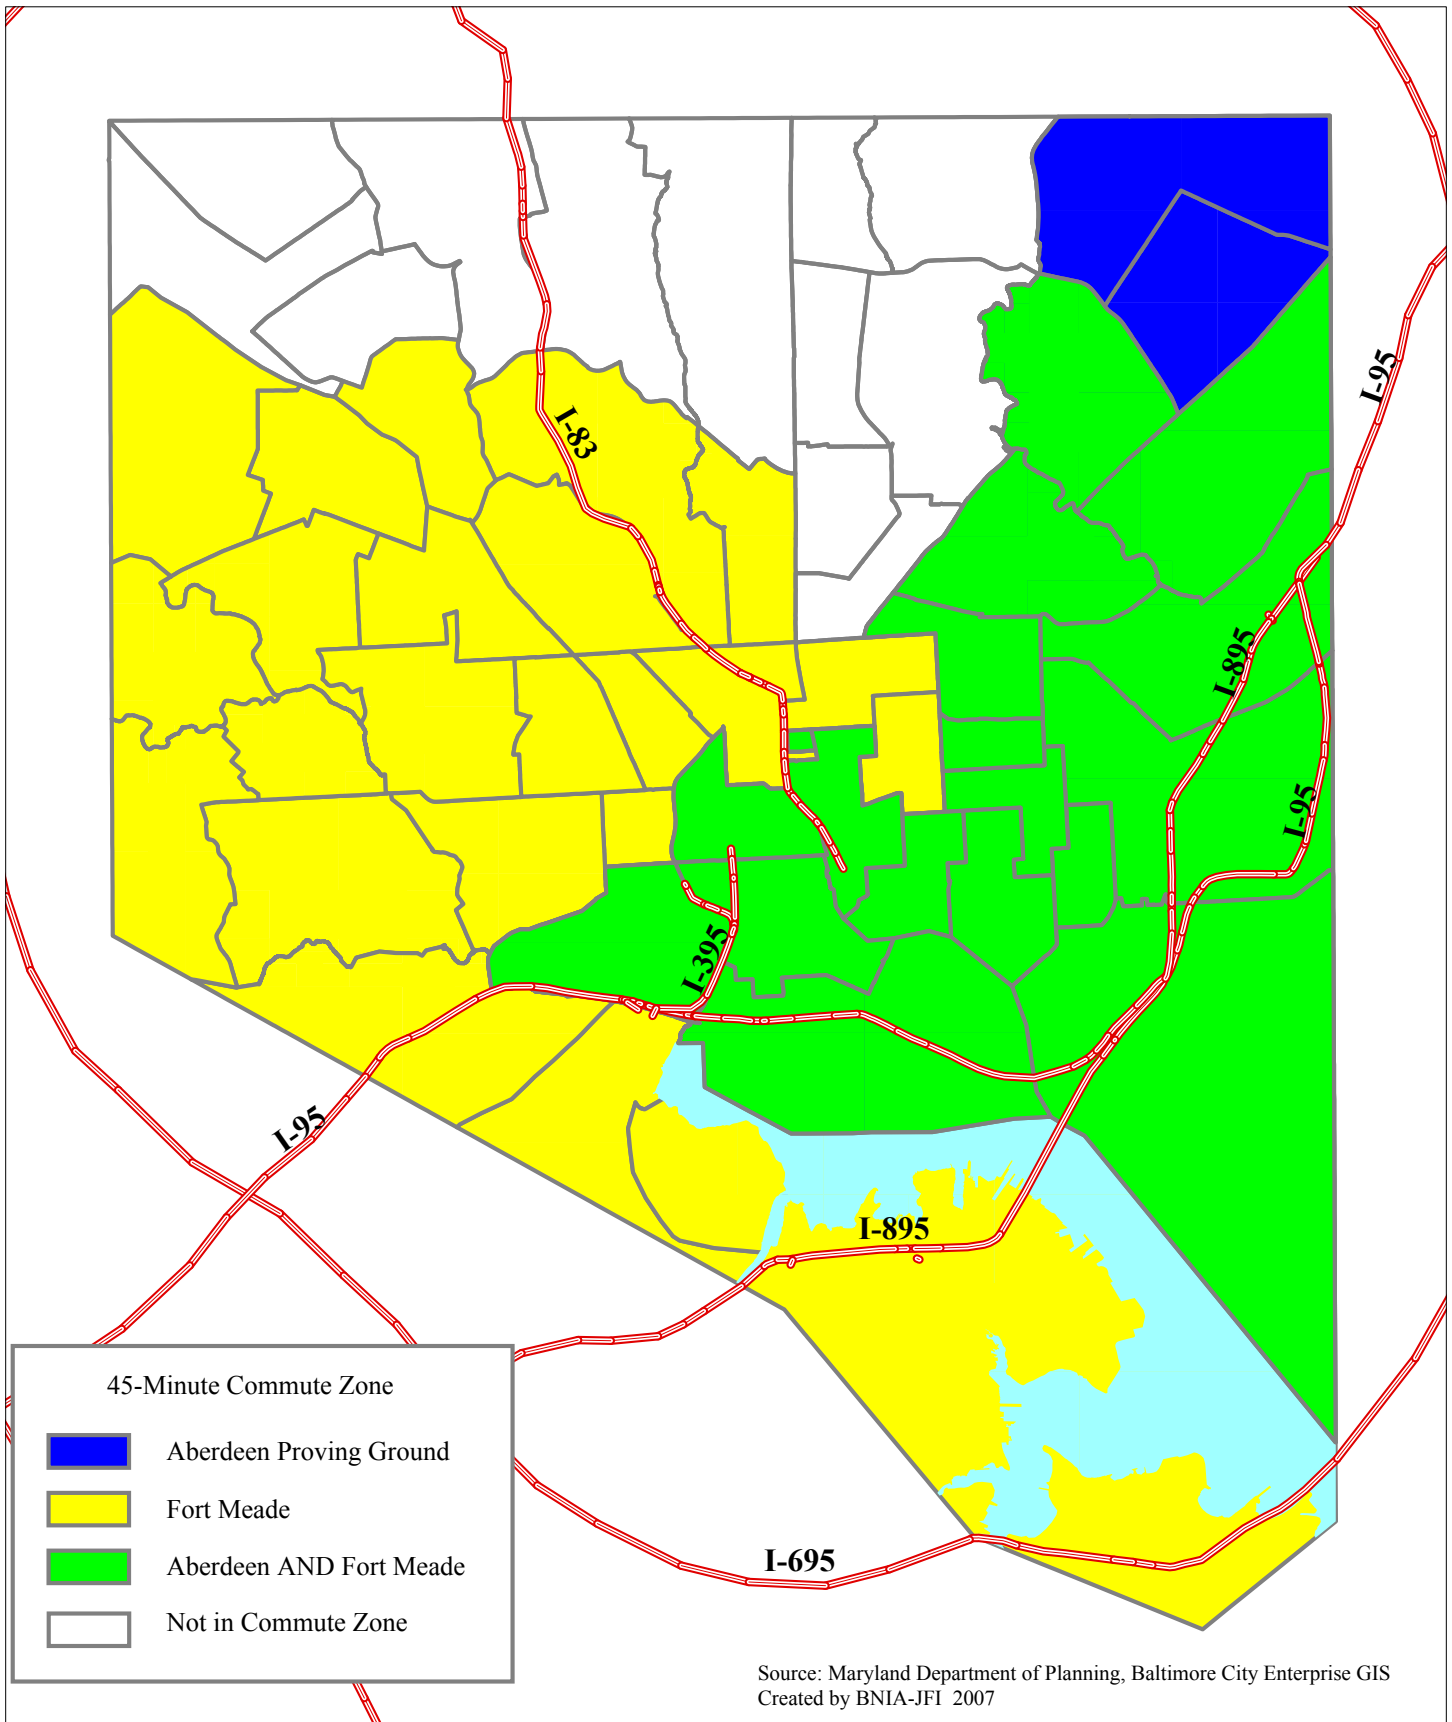 I-95
I-83
I-895
I-95
I-395
I-95
I-895
45-Minute Commute Zone
Aberdeen Proving Ground
Fort Meade
Aberdeen AND Fort Meade
I-695
Not in Commute Zone
Source: Maryland Department of Planning, Baltimore City Enterprise GIS
Created by BNIA-JFI 2007